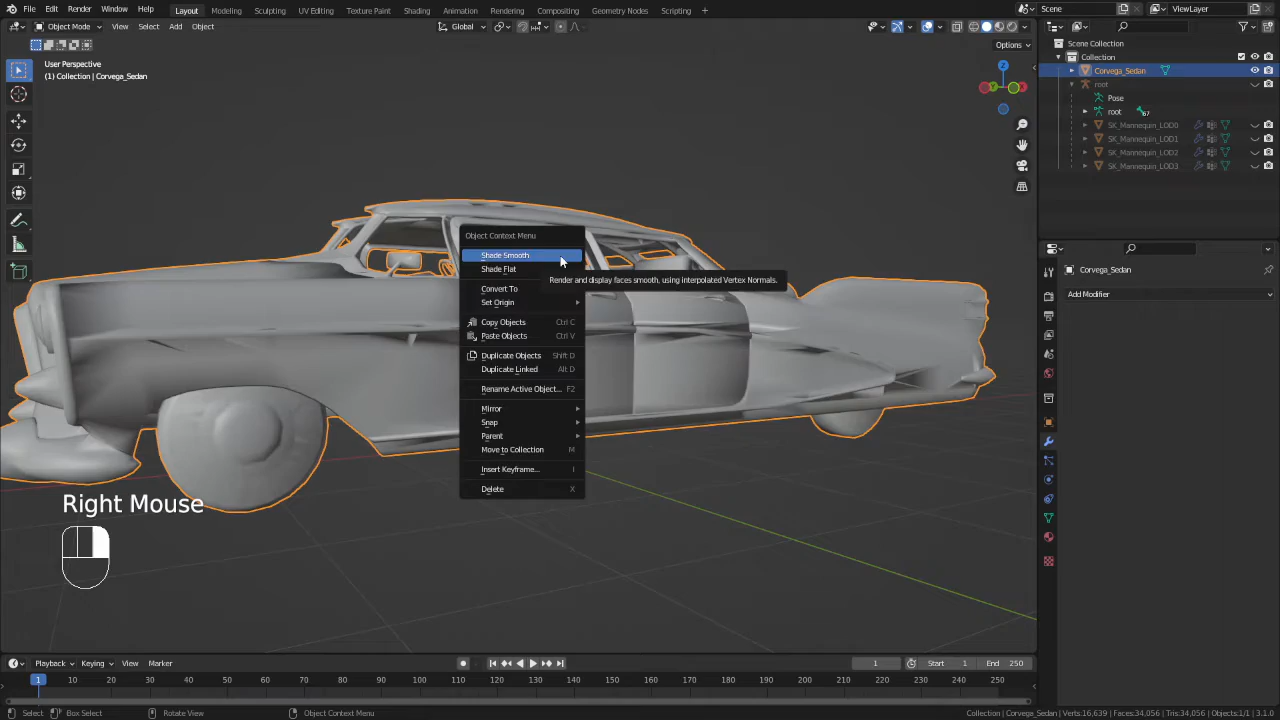 File Edit Render Window Help
Layout Modeling Sculpting UV Editing Texture Paint Shading Animation Rendering Compositing Geometry Nodes Scripting +
Scene
ViewLayer
Object Mode View Select Add Object
Global
Options
User Perspective
(1) Collection | Corvega_Sedan
Z
Y
X
Scene Collection
Collection
Corvega_Sedan
root
Pose
root 67
SK_Mannequin_LOD0
SK_Mannequin_LOD1
SK_Mannequin_LOD2
SK_Mannequin_LOD3
Corvega_Sedan
Add Modifier
Object Context Menu
Shade Smooth
Shade Flat
Render and display faces smooth, using interpolated Vertex Normals.
Convert To
Set Origin
Copy Objects Ctrl C
Paste Objects Ctrl V
Duplicate Objects Shift D
Duplicate Linked Alt D
Rename Active Object... F2
Mirror
Snap
Parent
Move to Collection M
Insert Keyframe... I
Delete X
Right Mouse
Playback Keying View Marker
1 Start 1 End 250
1 10 20 30 40 50 60 70 80 90 100 110 120 130 140 150 160 170 180 190 200 210 220 230 240 250
Select Box Select Rotate View Object Context Menu
Collection | Corvega_Sedan | Verts:16,639 | Faces:34,056 | Tris:34,056 | Objects:1/1 | 3.1.0